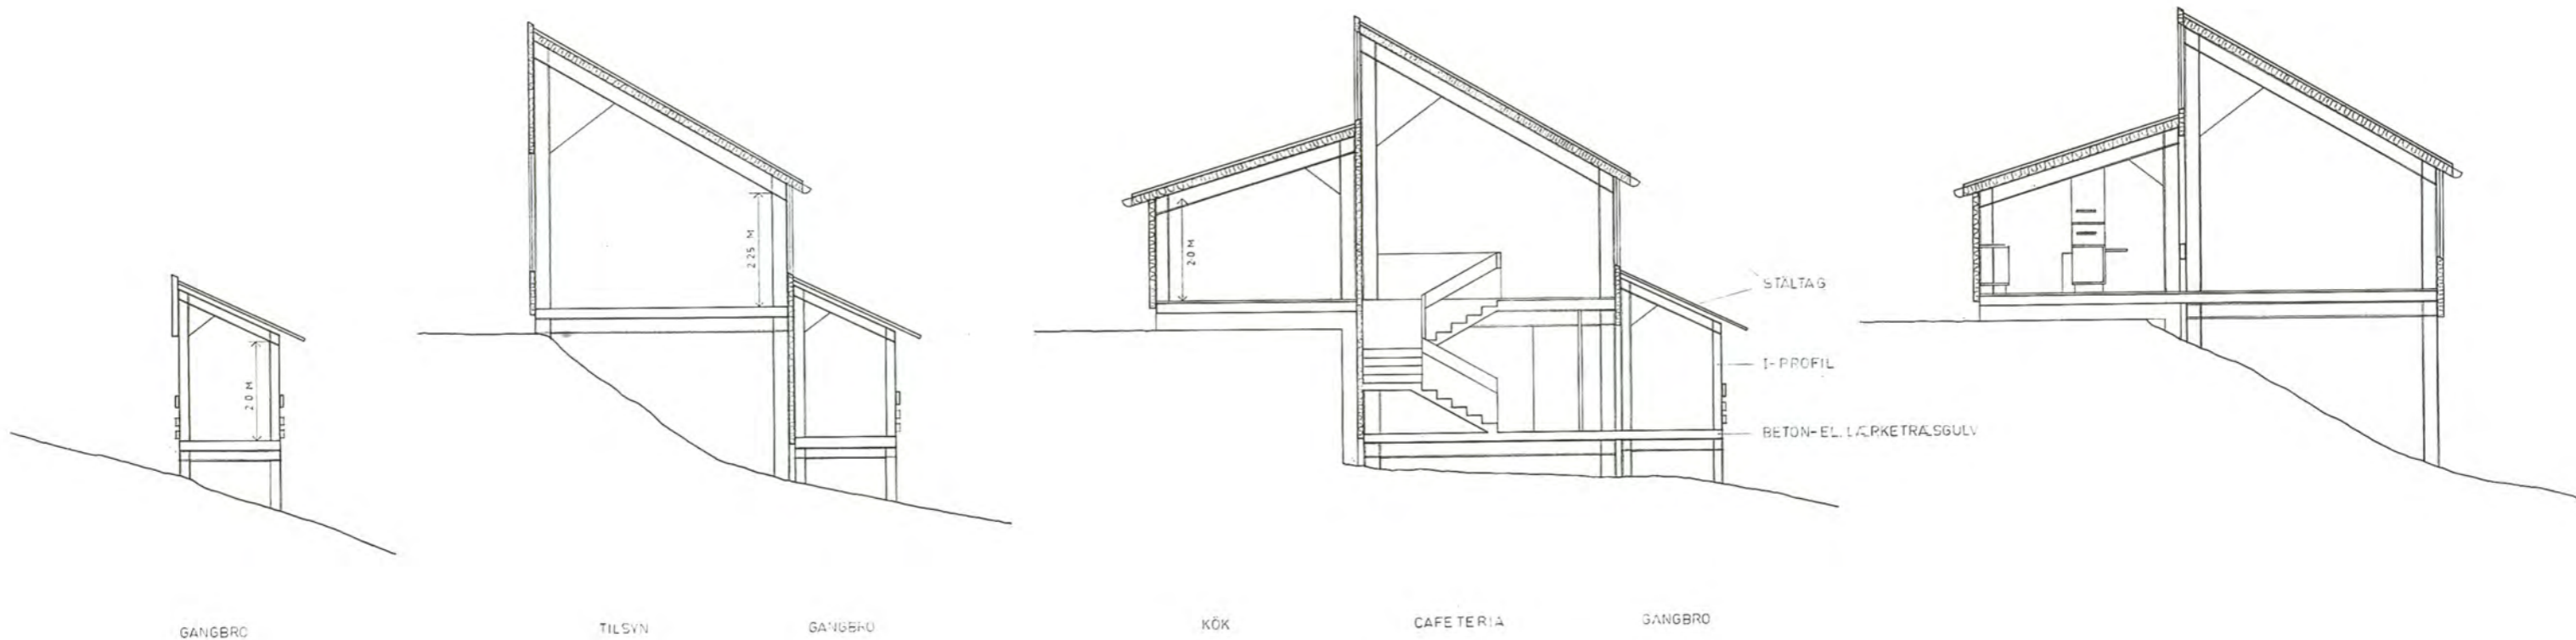 2.25 M
2.0 M
2.0 M
STÅLTAG
I-PROFIL
BETON- EL. LÆRKETRÆSGULV
GANGBRO
TILSYN
GANGBRO
KÖK
CAFETERIA
GANGBRO